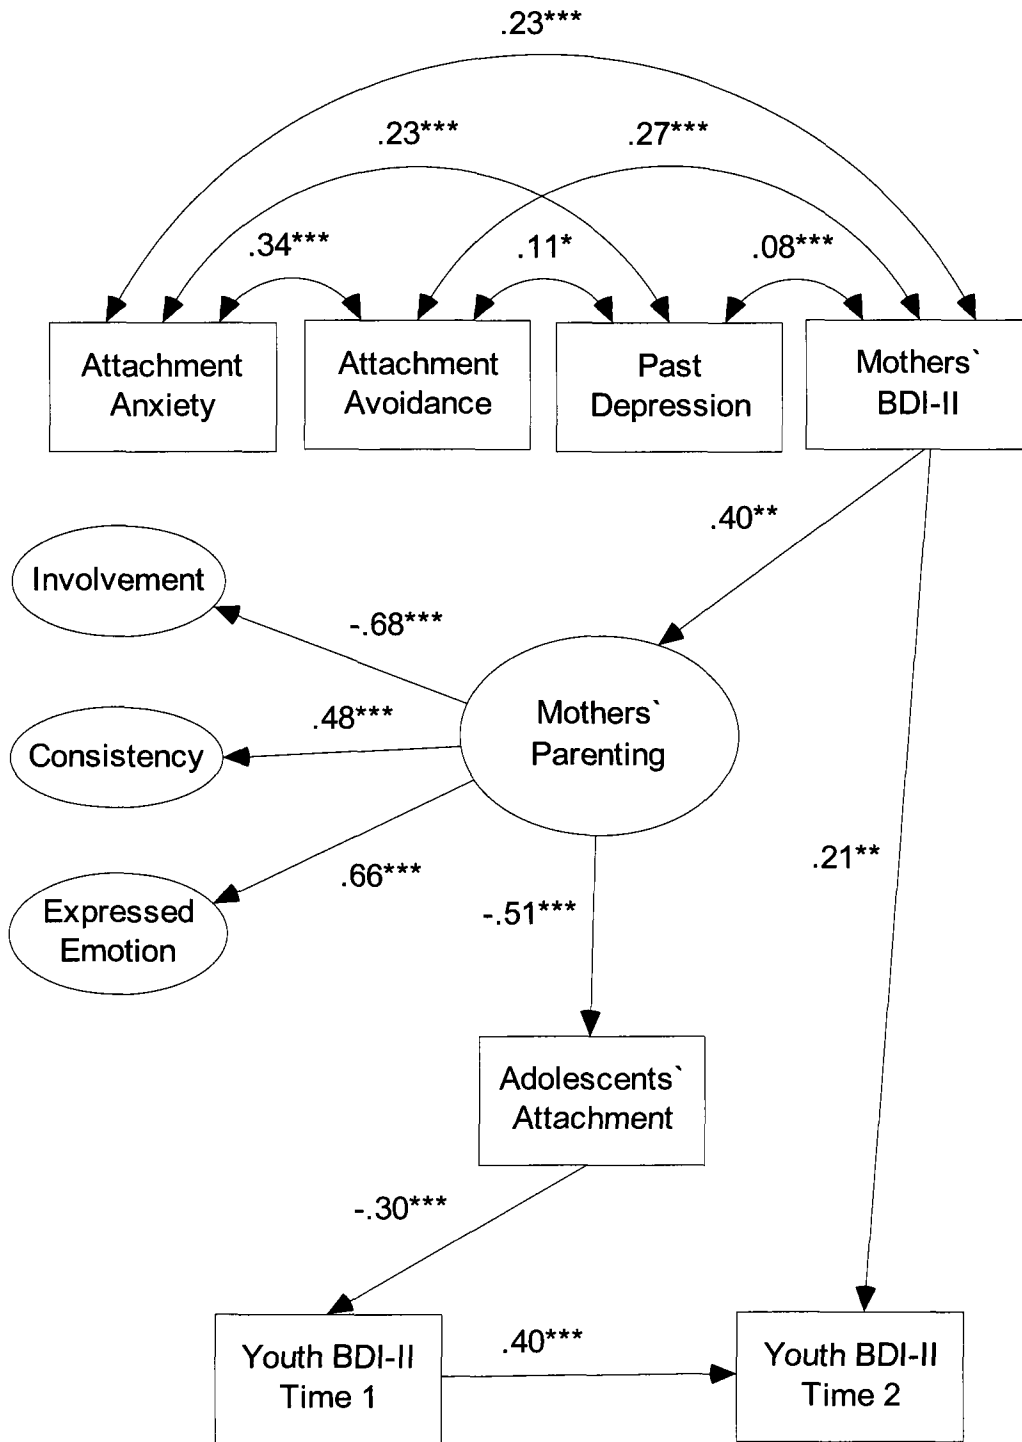 .23***
.23***
.27***
.34***
.11*
.08***
Attachment
Anxiety
Attachment
Avoidance
Past
Depression
Mothers`
BDI-II
.40**
Involvement
-.68***
Mothers`
Parenting
.48***
Consistency
.66***
.21**
Expressed
Emotion
-.51***
Adolescents`
Attachment
-.30***
.40***
Youth BDI-II
Time 1
Youth BDI-II
Time 2